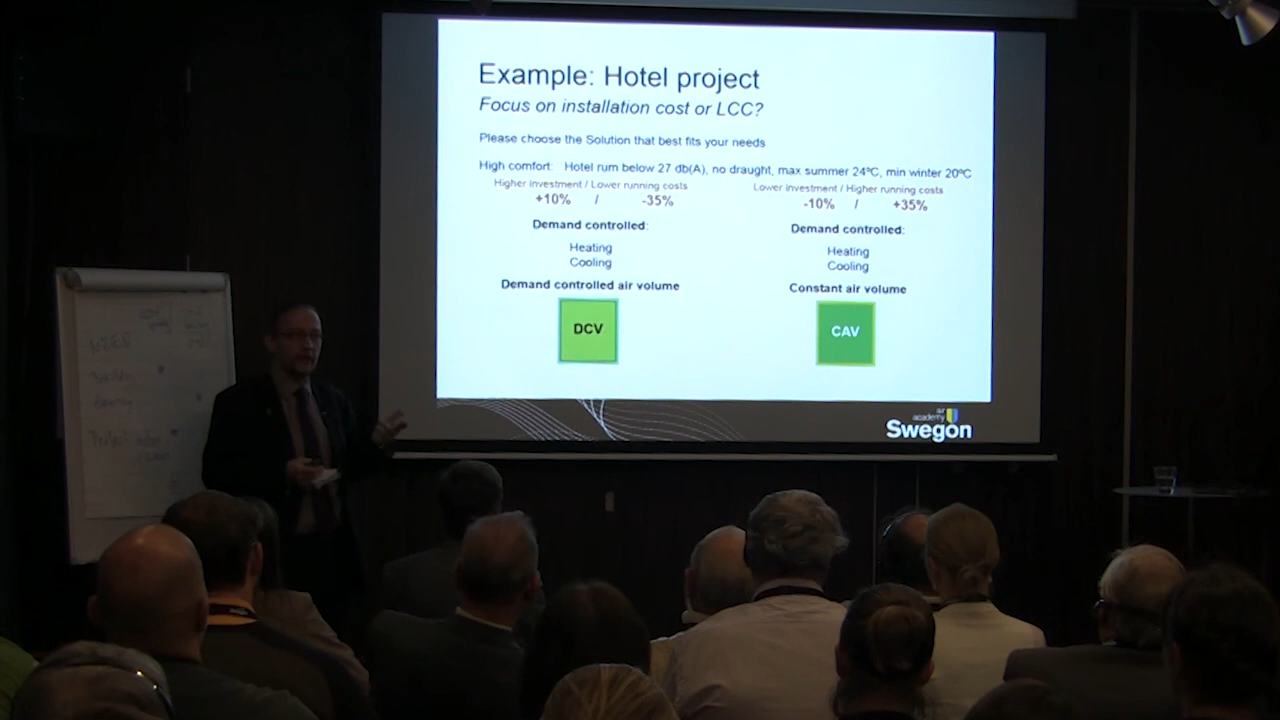 Example: Hotel project
Focus on installation cost or LCC?
Please choose the Solution that best fits your needs
High comfort: Hotel rum below 27 db(A), no draught, max summer 24ºC, min winter 20ºC
Higher investment / Lower running costs
+10% / -35%
Demand controlled:
Heating
Cooling
Demand controlled air volume
DCV
Lower investment / Higher running costs
-10% / +35%
Demand controlled:
Heating
Cooling
Constant air volume
CAV
air
academy
Swegon